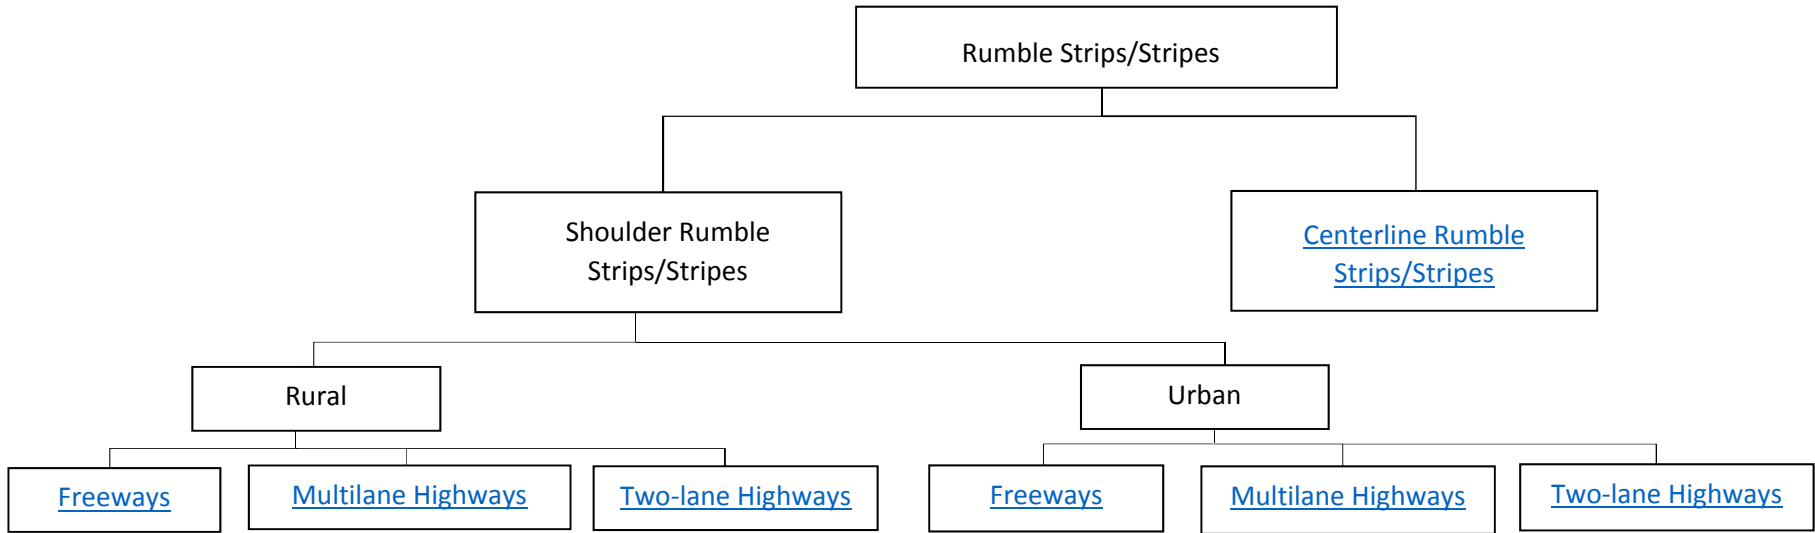 Rumble Strips/Stripes
Shoulder Rumble
Strips/Stripes
Centerline Rumble
Strips/Stripes
Rural
Urban
Freeways
Multilane Highways
Two-lane Highways
Freeways
Multilane Highways
Two-lane Highways